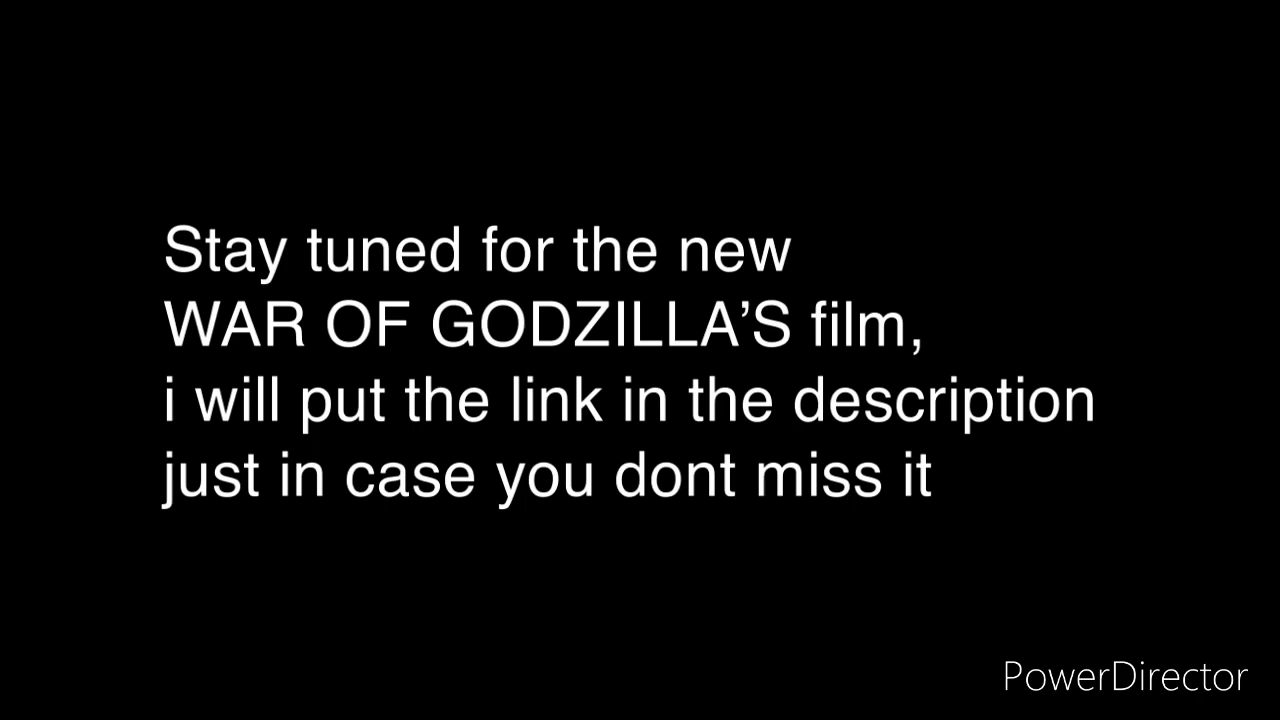 Stay tuned for the new
WAR OF GODZILLA’S film,
i will put the link in the description
just in case you dont miss it
PowerDirector